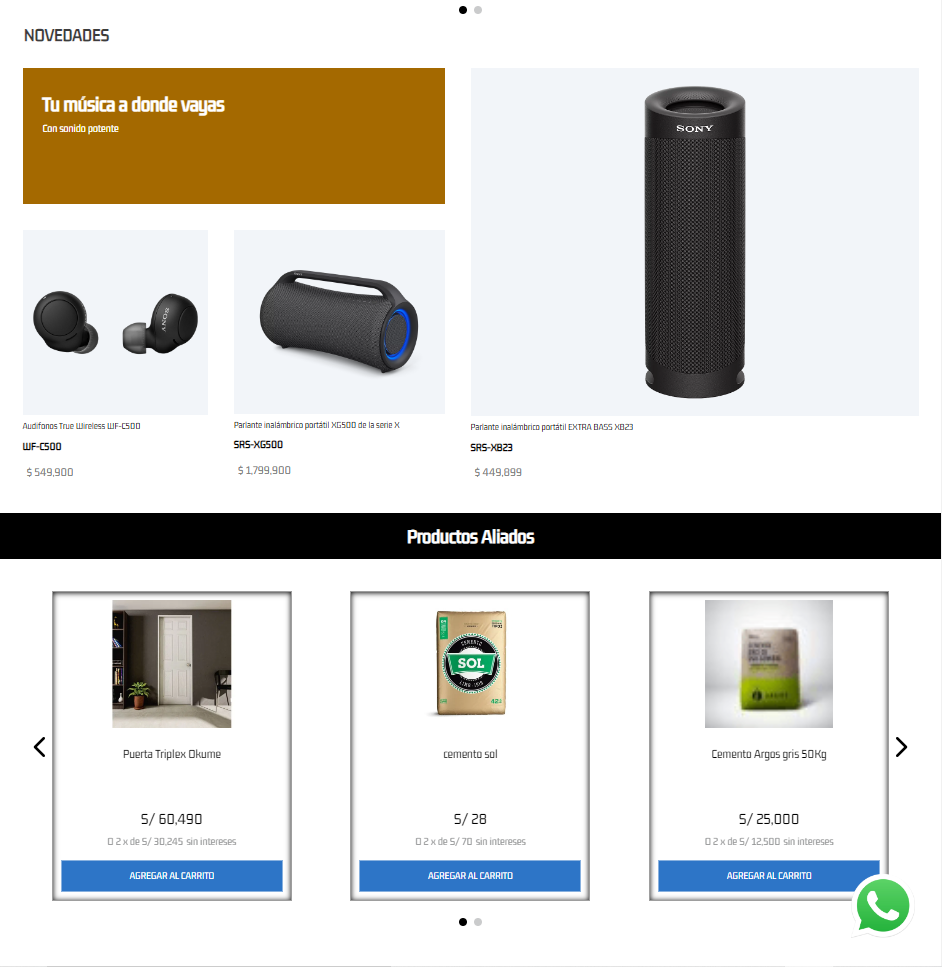 NOVEDADES
Tu música a donde vayas
Con sonido potente
SONY
SONY
Audifonos True Wireless WF-C500
WF-C500
$ 549,900
Parlante inalámbrico portátil XG500 de la serie X
SRS-XG500
$ 1,799,900
Parlante inalámbrico portátil EXTRA BASS XB23
SRS-XB23
$ 449,899
Productos Aliados
CEMENTO
SOL
Puerta Triplex Okume
S/ 60,490
O 2 x de S/ 30,245 sin intereses
AGREGAR AL CARRITO
cemento sol
S/ 28
O 2 x de S/ 70 sin intereses
AGREGAR AL CARRITO
Cemento Argos gris 50Kg
S/ 25,000
O 2 x de S/ 12,500 sin intereses
AGREGAR AL CARRITO